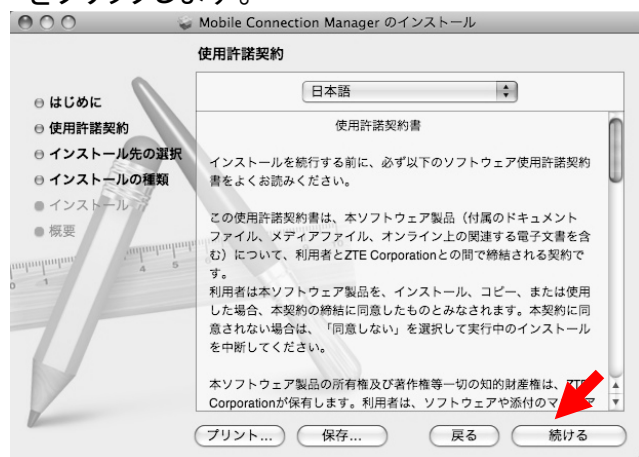 をクリックします。
Mobile Connection Manager のインストール
使用許諾契約
はじめに
使用許諾契約
インストール先の選択
インストールの種類
インストール
概要
日本語
使用許諾契約書
インストールを続行する前に、必ず以下のソフトウェア使用許諾契約
書をよくお読みください。
この使用許諾契約書は、本ソフトウェア製品（付属のドキュメント
ファイル、メディアファイル、オンライン上の関連する電子文書を含
む）について、利用者とZTE Corporationとの間で締結される契約で
す。
利用者は本ソフトウェア製品を、インストール、コピー、または使用
した場合、本契約の締結に同意したものとみなされます。本契約に同
意されない場合は、「同意しない」を選択して実行中のインストール
を中断してください。
本ソフトウェア製品の所有権及び著作権等一切の知的財産権は、ZTE
Corporationが保有します。利用者は、ソフトウェアや添付のマ
プリント... 保存... 戻る 続ける